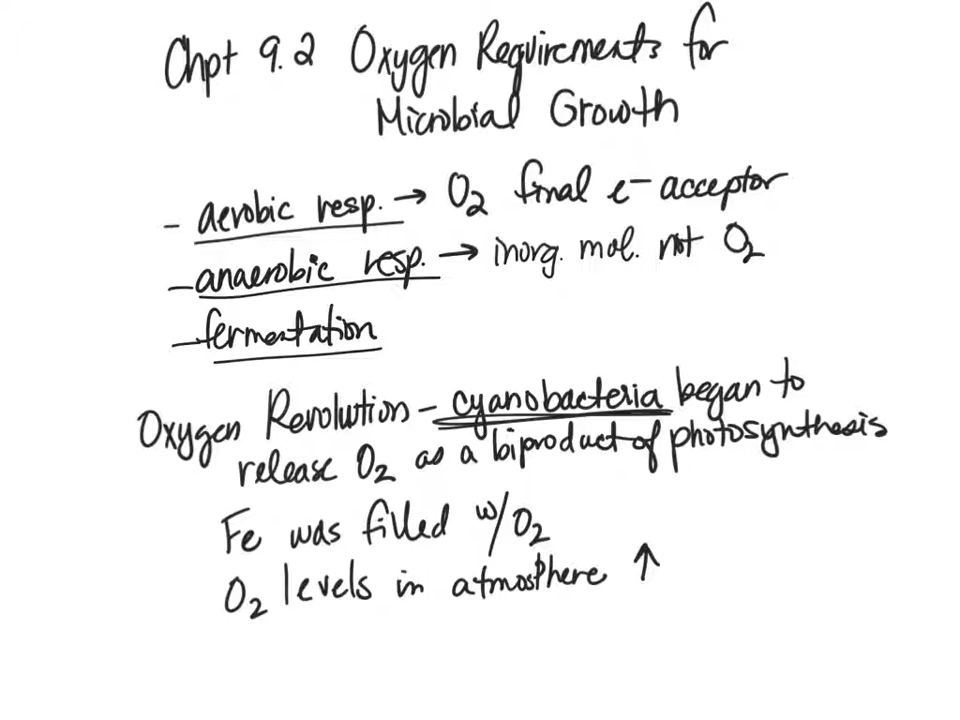 Chpt 9.2 Oxygen Requirements for
Microbial Growth
- aerobic resp. → O₂ final e⁻ acceptor
- anaerobic resp. → inorg. mol. not O₂
- fermentation
Oxygen Revolution - cyanobacteria began to
release O₂ as a biproduct of photosynthesis
Fe was filled w/ O₂
O₂ levels in atmosphere ↑